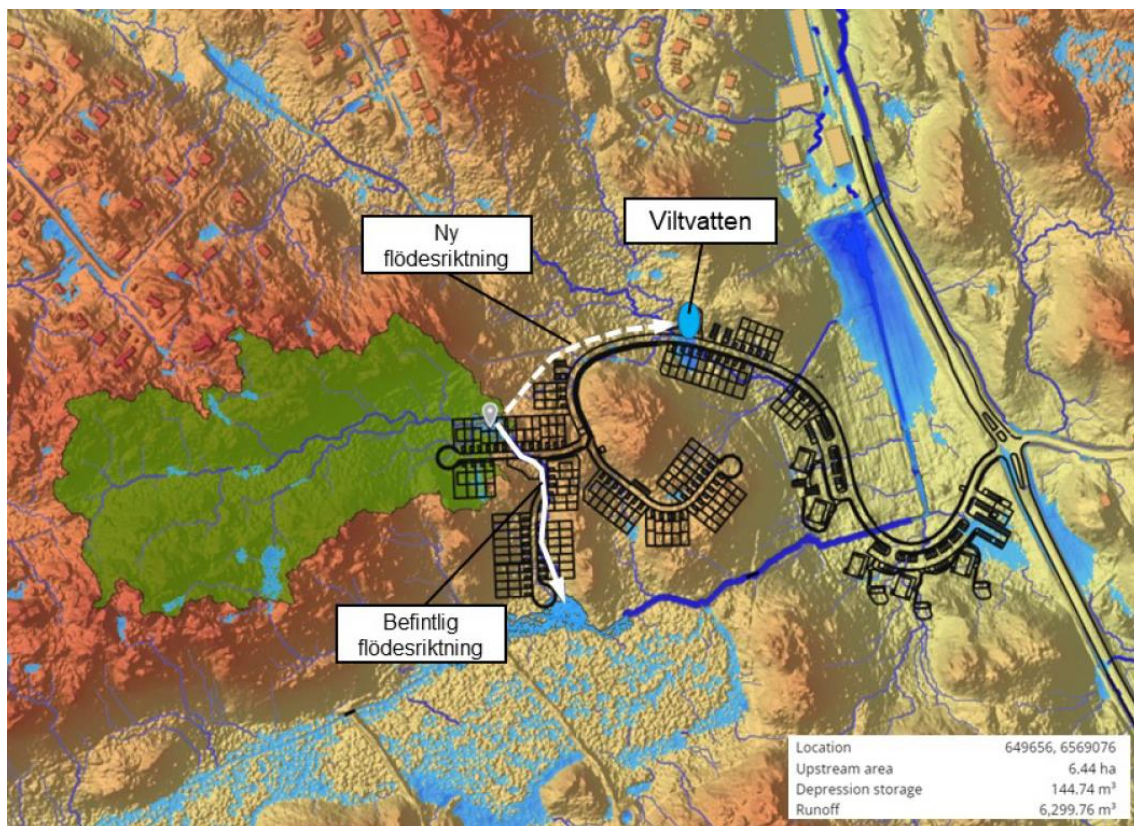 Viltvatten
Ny
flödesriktning
Befintlig
flödesriktning
Location 649656, 6569076
Upstream area 6.44 ha
Depression storage 144.74 m³
Runoff 6,299.76 m³